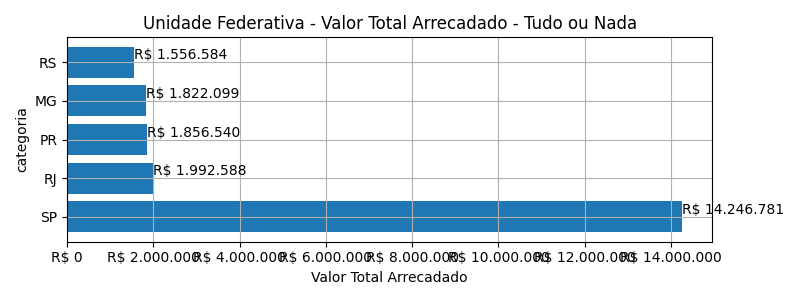 Unidade Federativa - Valor Total Arrecadado - Tudo ou Nada
categoria
RS R$ 1.556.584
MG R$ 1.822.099
PR R$ 1.856.540
RJ R$ 1.992.588
SP R$ 14.246.781
R$ 0 R$ 2.000.000 R$ 4.000.000 R$ 6.000.000 R$ 8.000.000 R$ 10.000.000 R$ 12.000.000 R$ 14.000.000
Valor Total Arrecadado